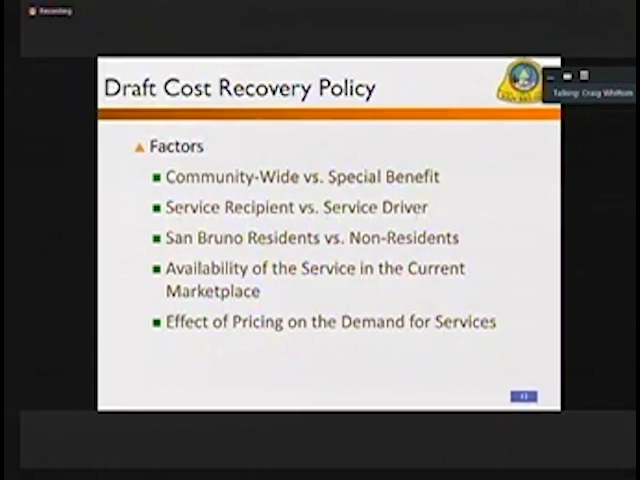 Recording
Draft Cost Recovery Policy
Talking: Craig Whittom
Factors
Community-Wide vs. Special Benefit
Service Recipient vs. Service Driver
San Bruno Residents vs. Non-Residents
Availability of the Service in the Current
Marketplace
Effect of Pricing on the Demand for Services